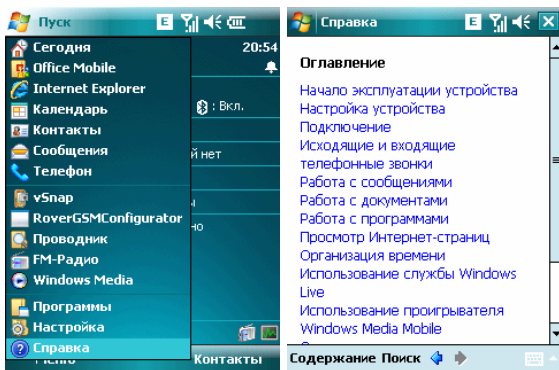 Пуск
E
Сегодня
20:54
Office Mobile
Internet Explorer
Календарь
: Вкл.
Контакты
Сообщения
й нет
Телефон
vSnap
RoverGSMConfigurator
но
Проводник
FM-Радио
Windows Media
Программы
Настройка
Справка
Контакты
Справка
E
Оглавление
Начало эксплуатации устройства
Настройка устройства
Подключение
Исходящие и входящие
телефонные звонки
Работа с сообщениями
Работа с документами
Работа с программами
Просмотр Интернет-страниц
Организация времени
Использование службы Windows
Live
Использование проигрывателя
Windows Media Mobile
Содержание Поиск